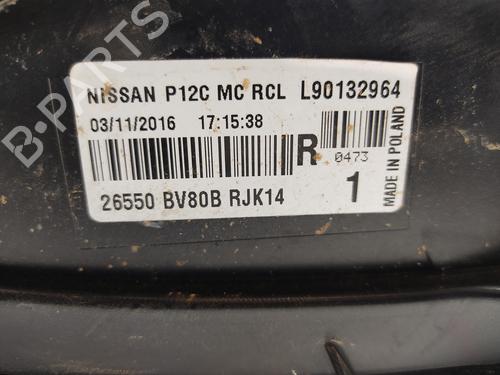 NISSAN P12C MC RCL L90132964
03/11/2016 17:15:38
R
0473
26550 BV80B RJK14
1
MADE IN POLAND
B-PARTS